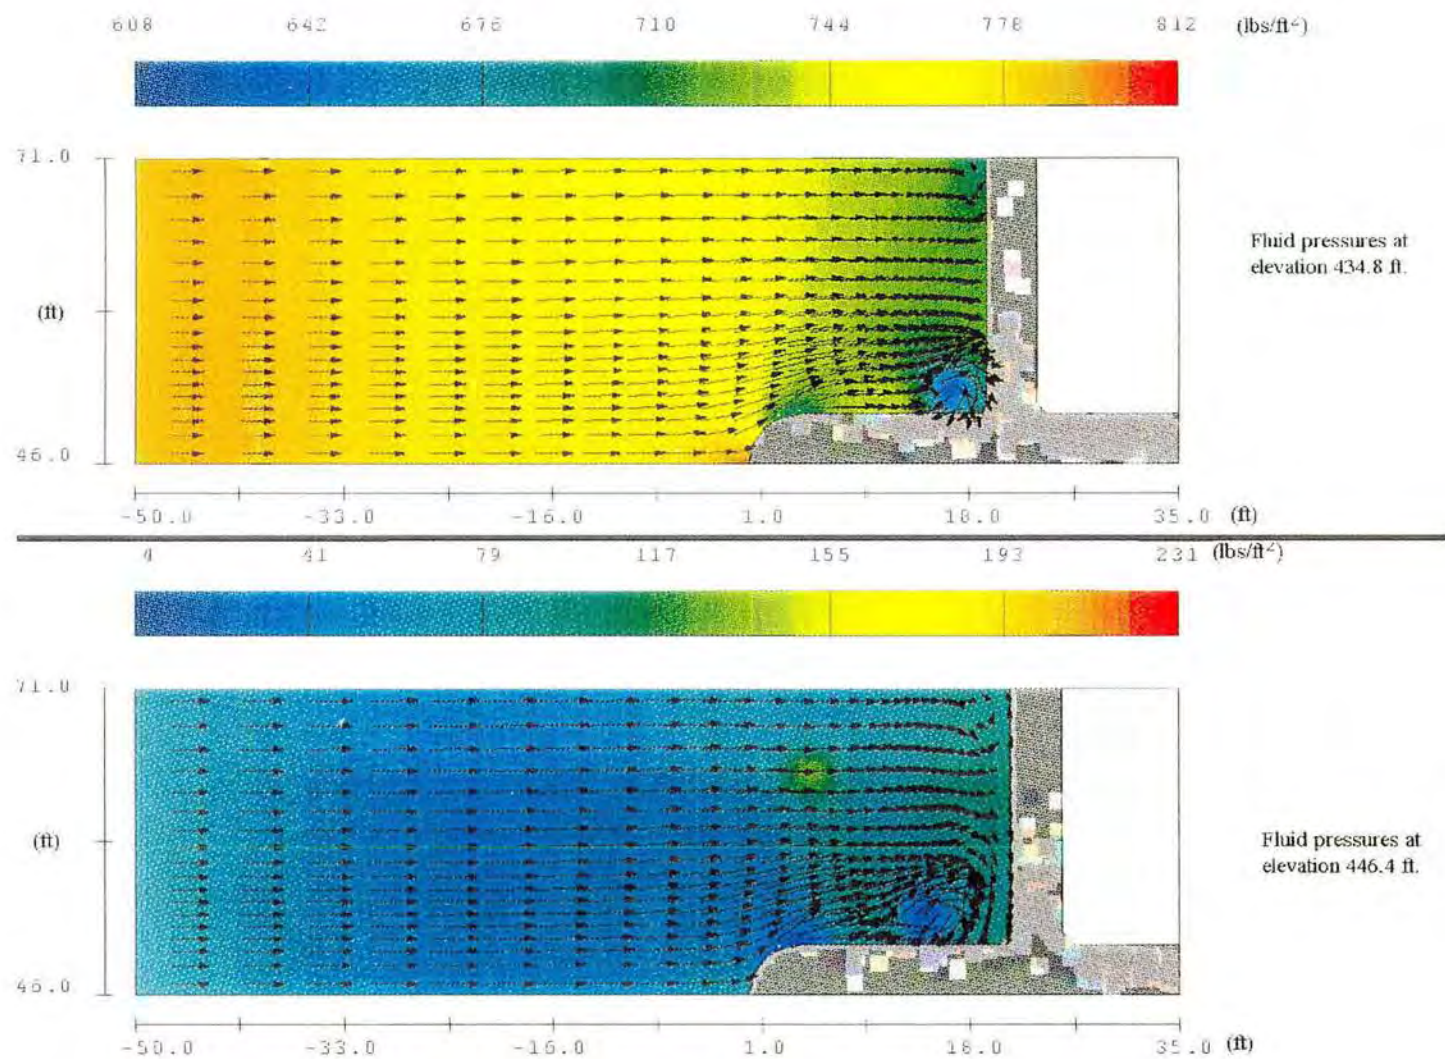 608 642 676 710 744 778 812 (lbs/ft²)
71.0
Fluid pressures at
elevation 434.8 ft.
(ft)
46.0
-50.0 -33.0 -16.0 1.0 18.0 35.0 (ft)
4 41 79 117 155 193 231 (lbs/ft²)
71.0
Fluid pressures at
elevation 446.4 ft.
(ft)
46.0
-50.0 -33.0 -16.0 1.0 18.0 35.0 (ft)